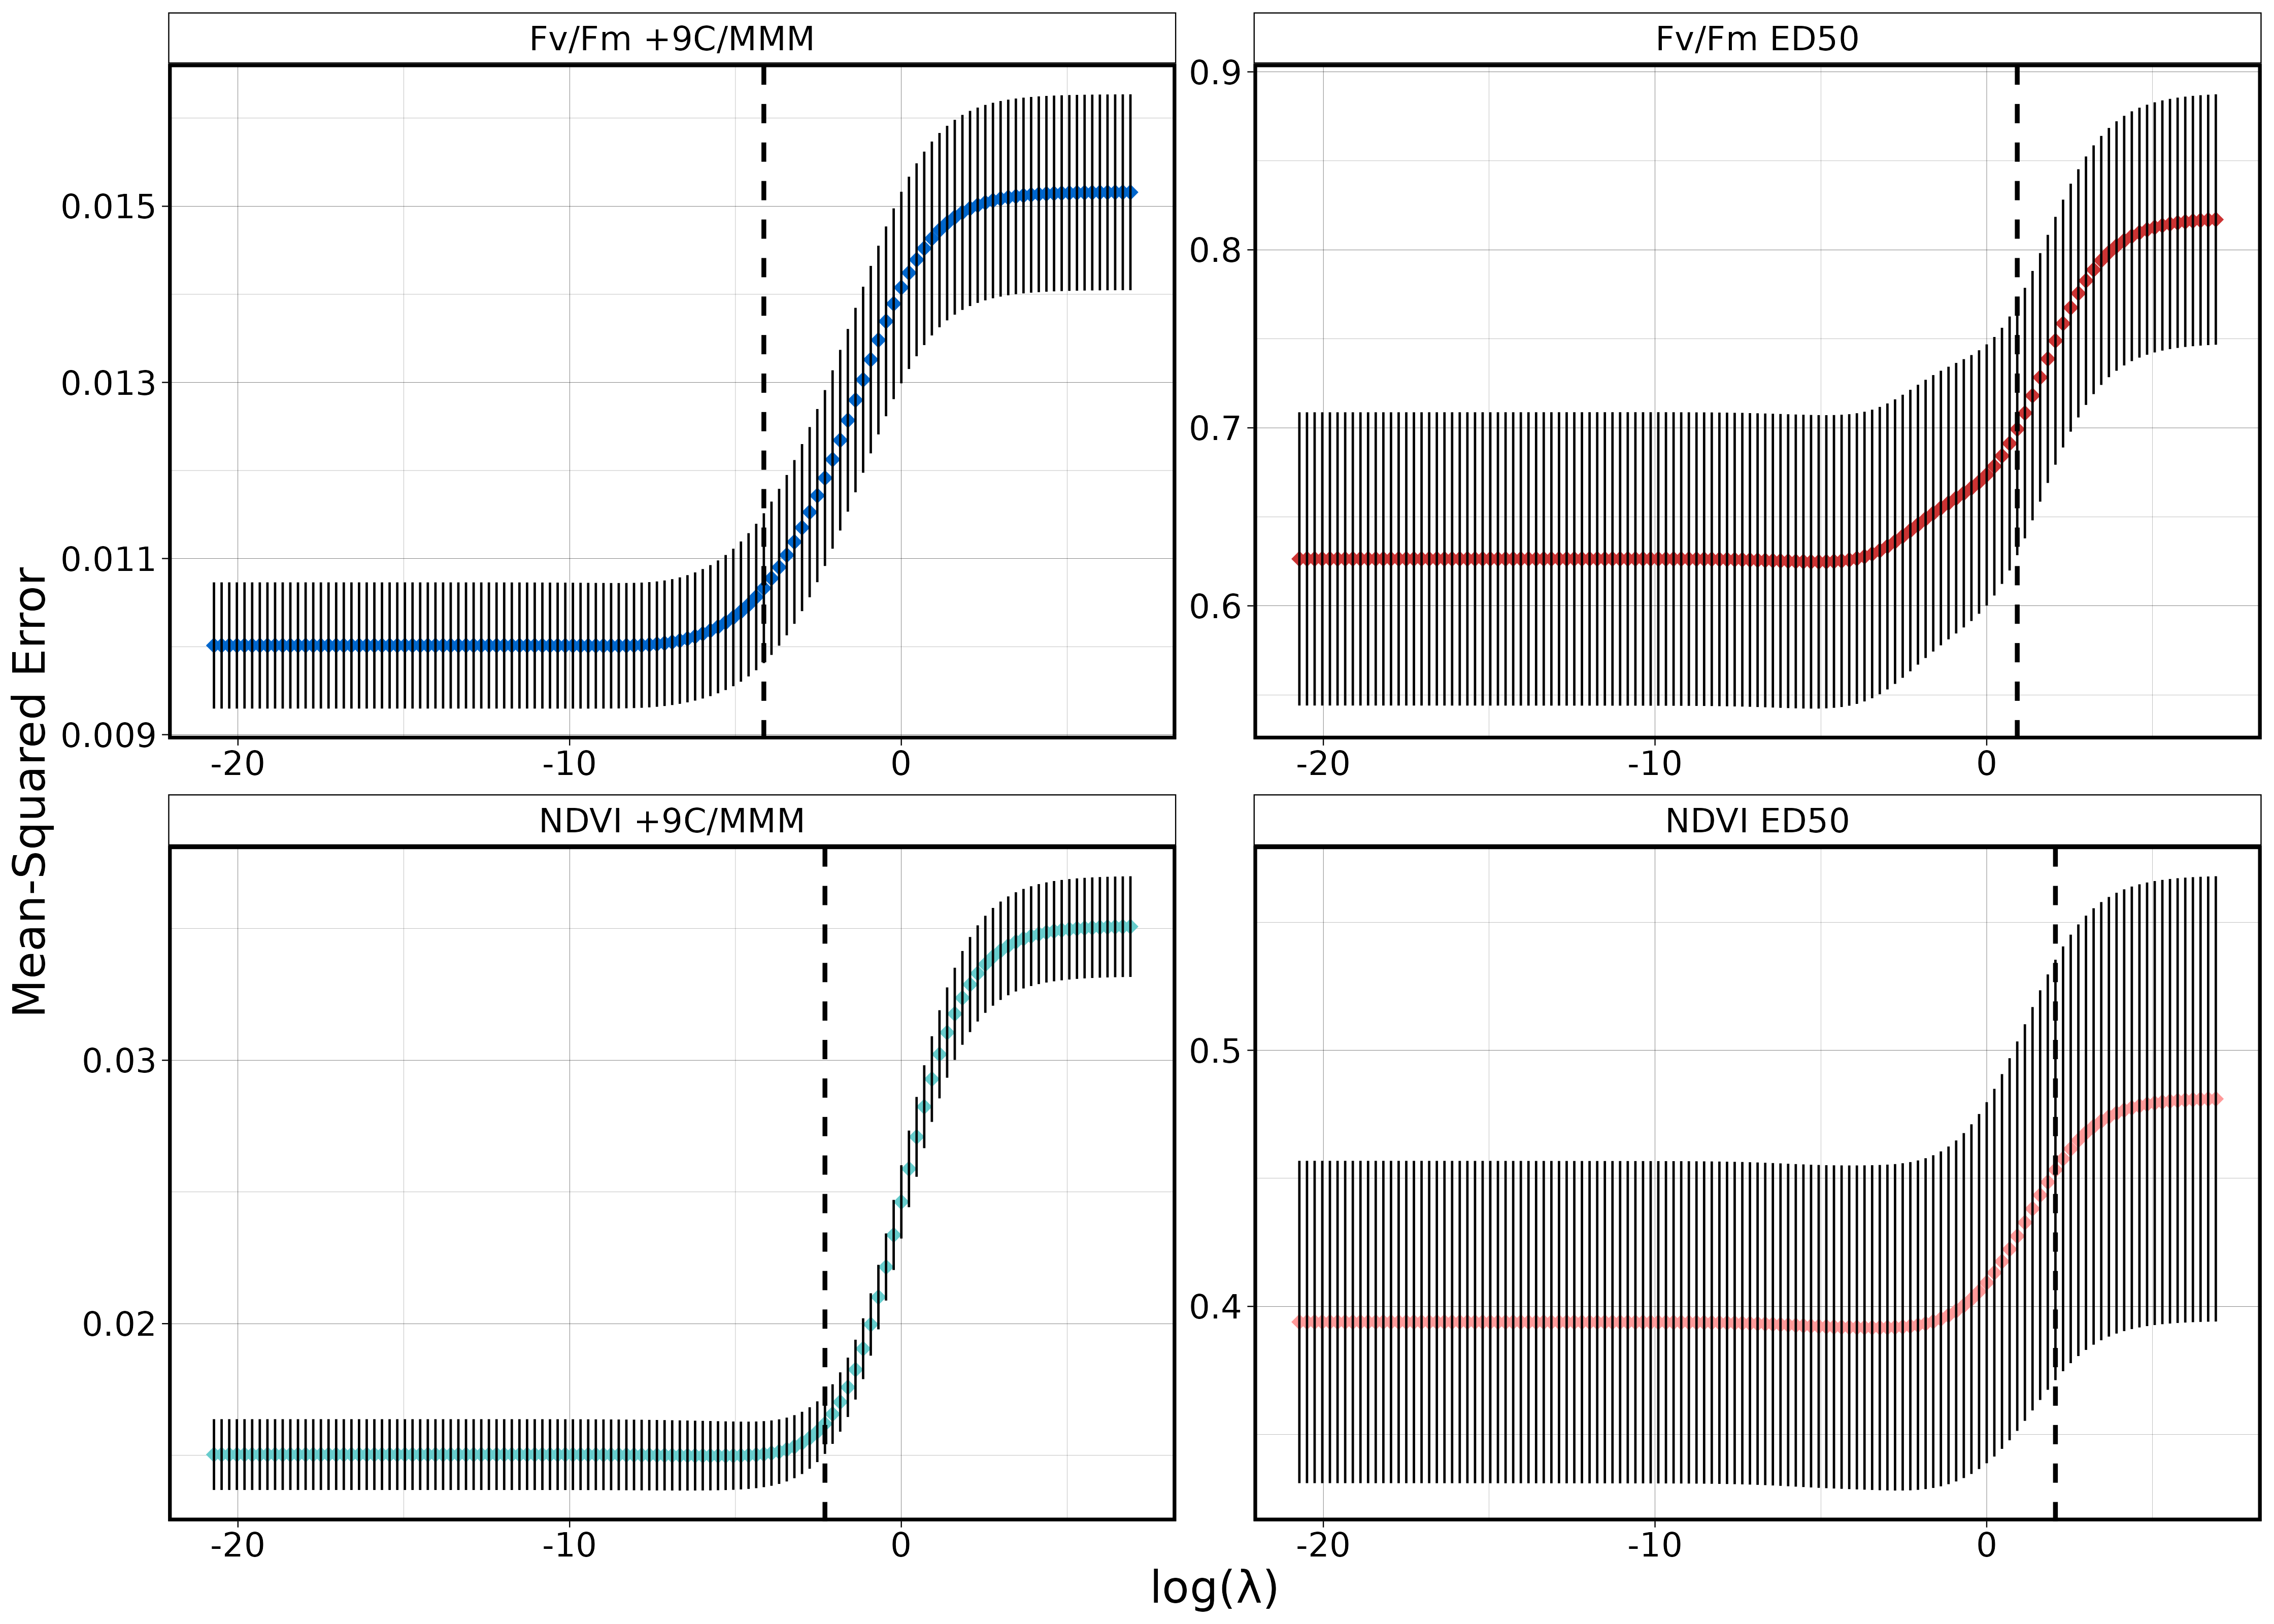 Fv/Fm +9C/MMM
Fv/Fm ED50
0.015
0.013
0.011
0.009
-20 -10 0
0.9
0.8
0.7
0.6
-20 -10 0
NDVI +9C/MMM
NDVI ED50
0.03
0.02
-20 -10 0
0.5
0.4
-20 -10 0
Mean-Squared Error
log(λ)